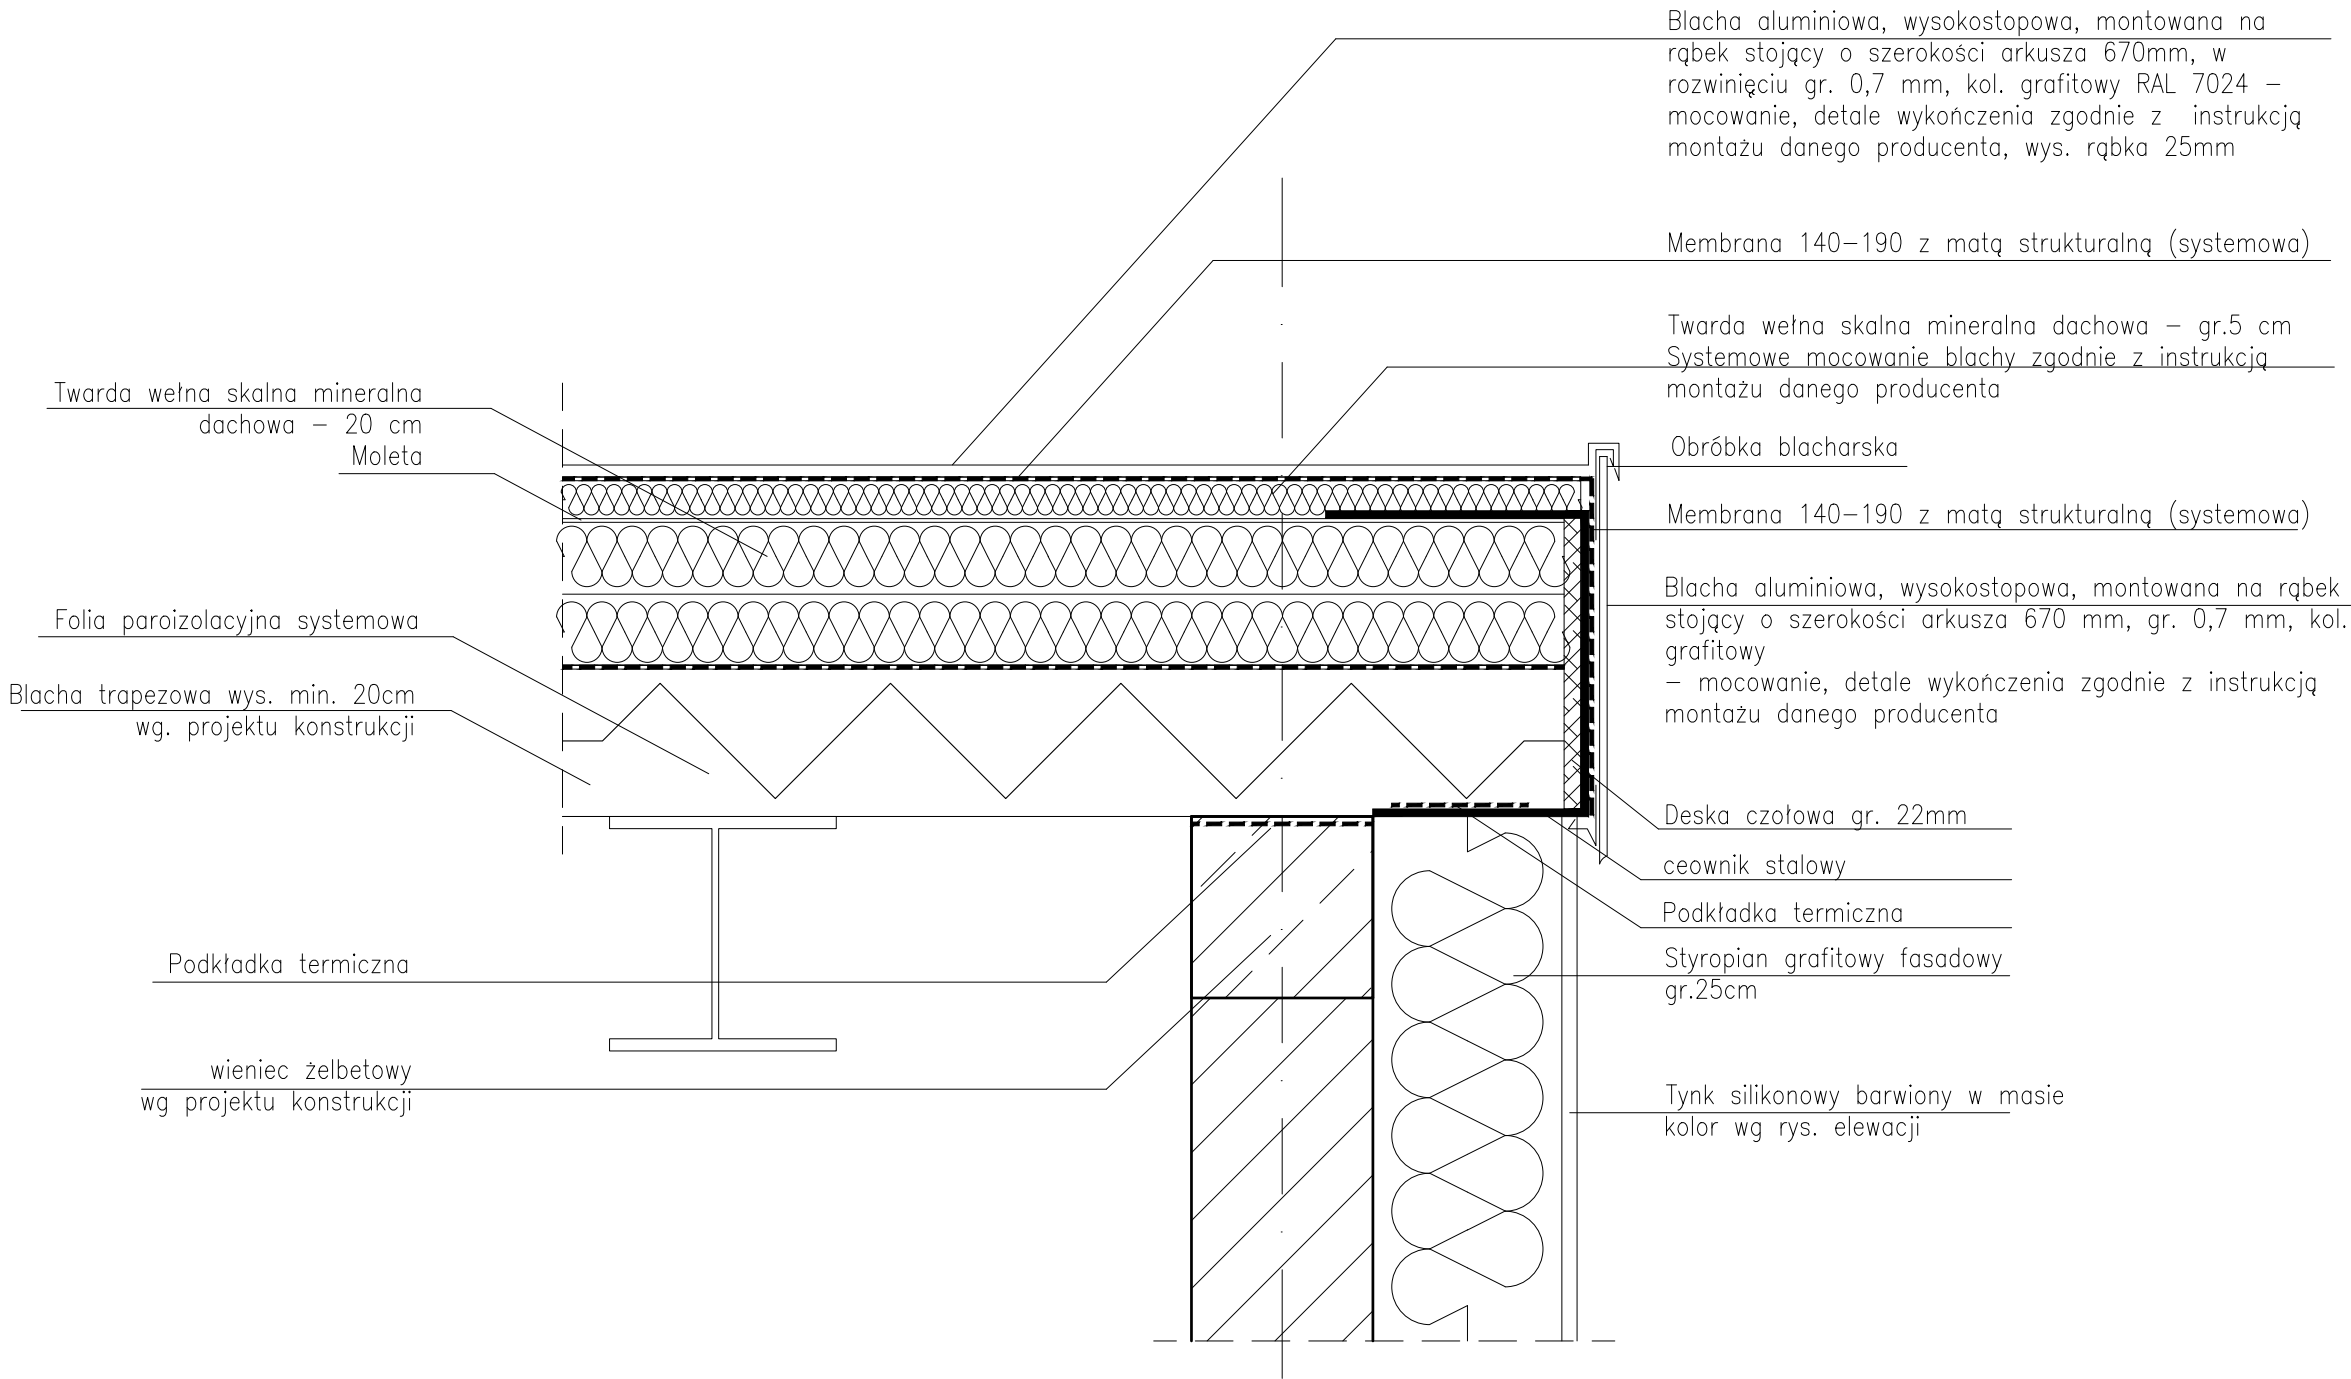 Blacha aluminiowa, wysokostopowa, montowana na
rąbek stojący o szerokości arkusza 670mm, w
rozwinięciu gr. 0,7 mm, kol. grafitowy RAL 7024 –
mocowanie, detale wykończenia zgodnie z instrukcją
montażu danego producenta, wys. rąbka 25mm
Membrana 140–190 z matą strukturalną (systemowa)
Twarda wełna skalna mineralna dachowa – gr.5 cm
Systemowe mocowanie blachy zgodnie z instrukcją
montażu danego producenta
Obróbka blacharska
Membrana 140–190 z matą strukturalną (systemowa)
Blacha aluminiowa, wysokostopowa, montowana na rąbek
stojący o szerokości arkusza 670 mm, gr. 0,7 mm, kol.
grafitowy
– mocowanie, detale wykończenia zgodnie z instrukcją
montażu danego producenta
Deska czołowa gr. 22mm
ceownik stalowy
Podkładka termiczna
Styropian grafitowy fasadowy
gr.25cm
Tynk silikonowy barwiony w masie
kolor wg rys. elewacji
Twarda wełna skalna mineralna
dachowa – 20 cm
Moleta
Folia paroizolacyjna systemowa
Blacha trapezowa wys. min. 20cm
wg. projektu konstrukcji
Podkładka termiczna
wieniec żelbetowy
wg projektu konstrukcji